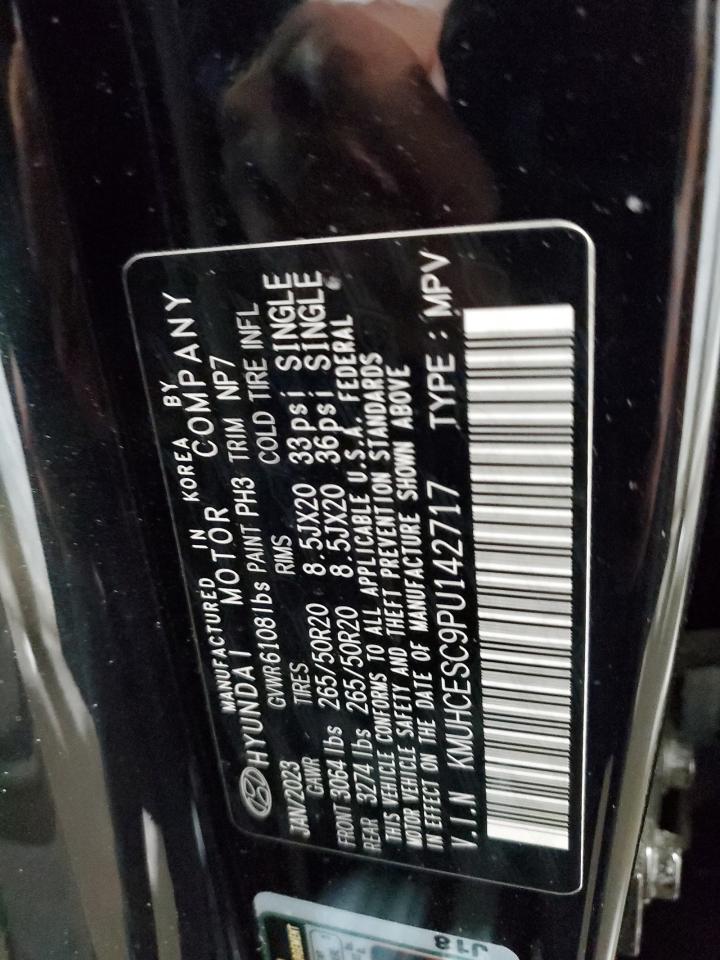 MANUFACTURED IN KOREA BY
HYUNDAI MOTOR COMPANY
JAN/2023 GVWR6108lbs PAINT PH3 TRIM NP7
GAWR TIRES RIMS COLD TIRE INFL
FRONT 3064 lbs 265/50R20 8.5JX20 33psi SINGLE
REAR 3274 lbs 265/50R20 8.5JX20 36psi SINGLE
THIS VEHICLE CONFORMS TO ALL APPLICABLE U.S.A. FEDERAL
MOTOR VEHICLE SAFETY AND THEFT PREVENTION STANDARDS
IN EFFECT ON THE DATE OF MANUFACTURE SHOWN ABOVE
V.I.N KMUHCESC9PU142717 TYPE : MPV
J18